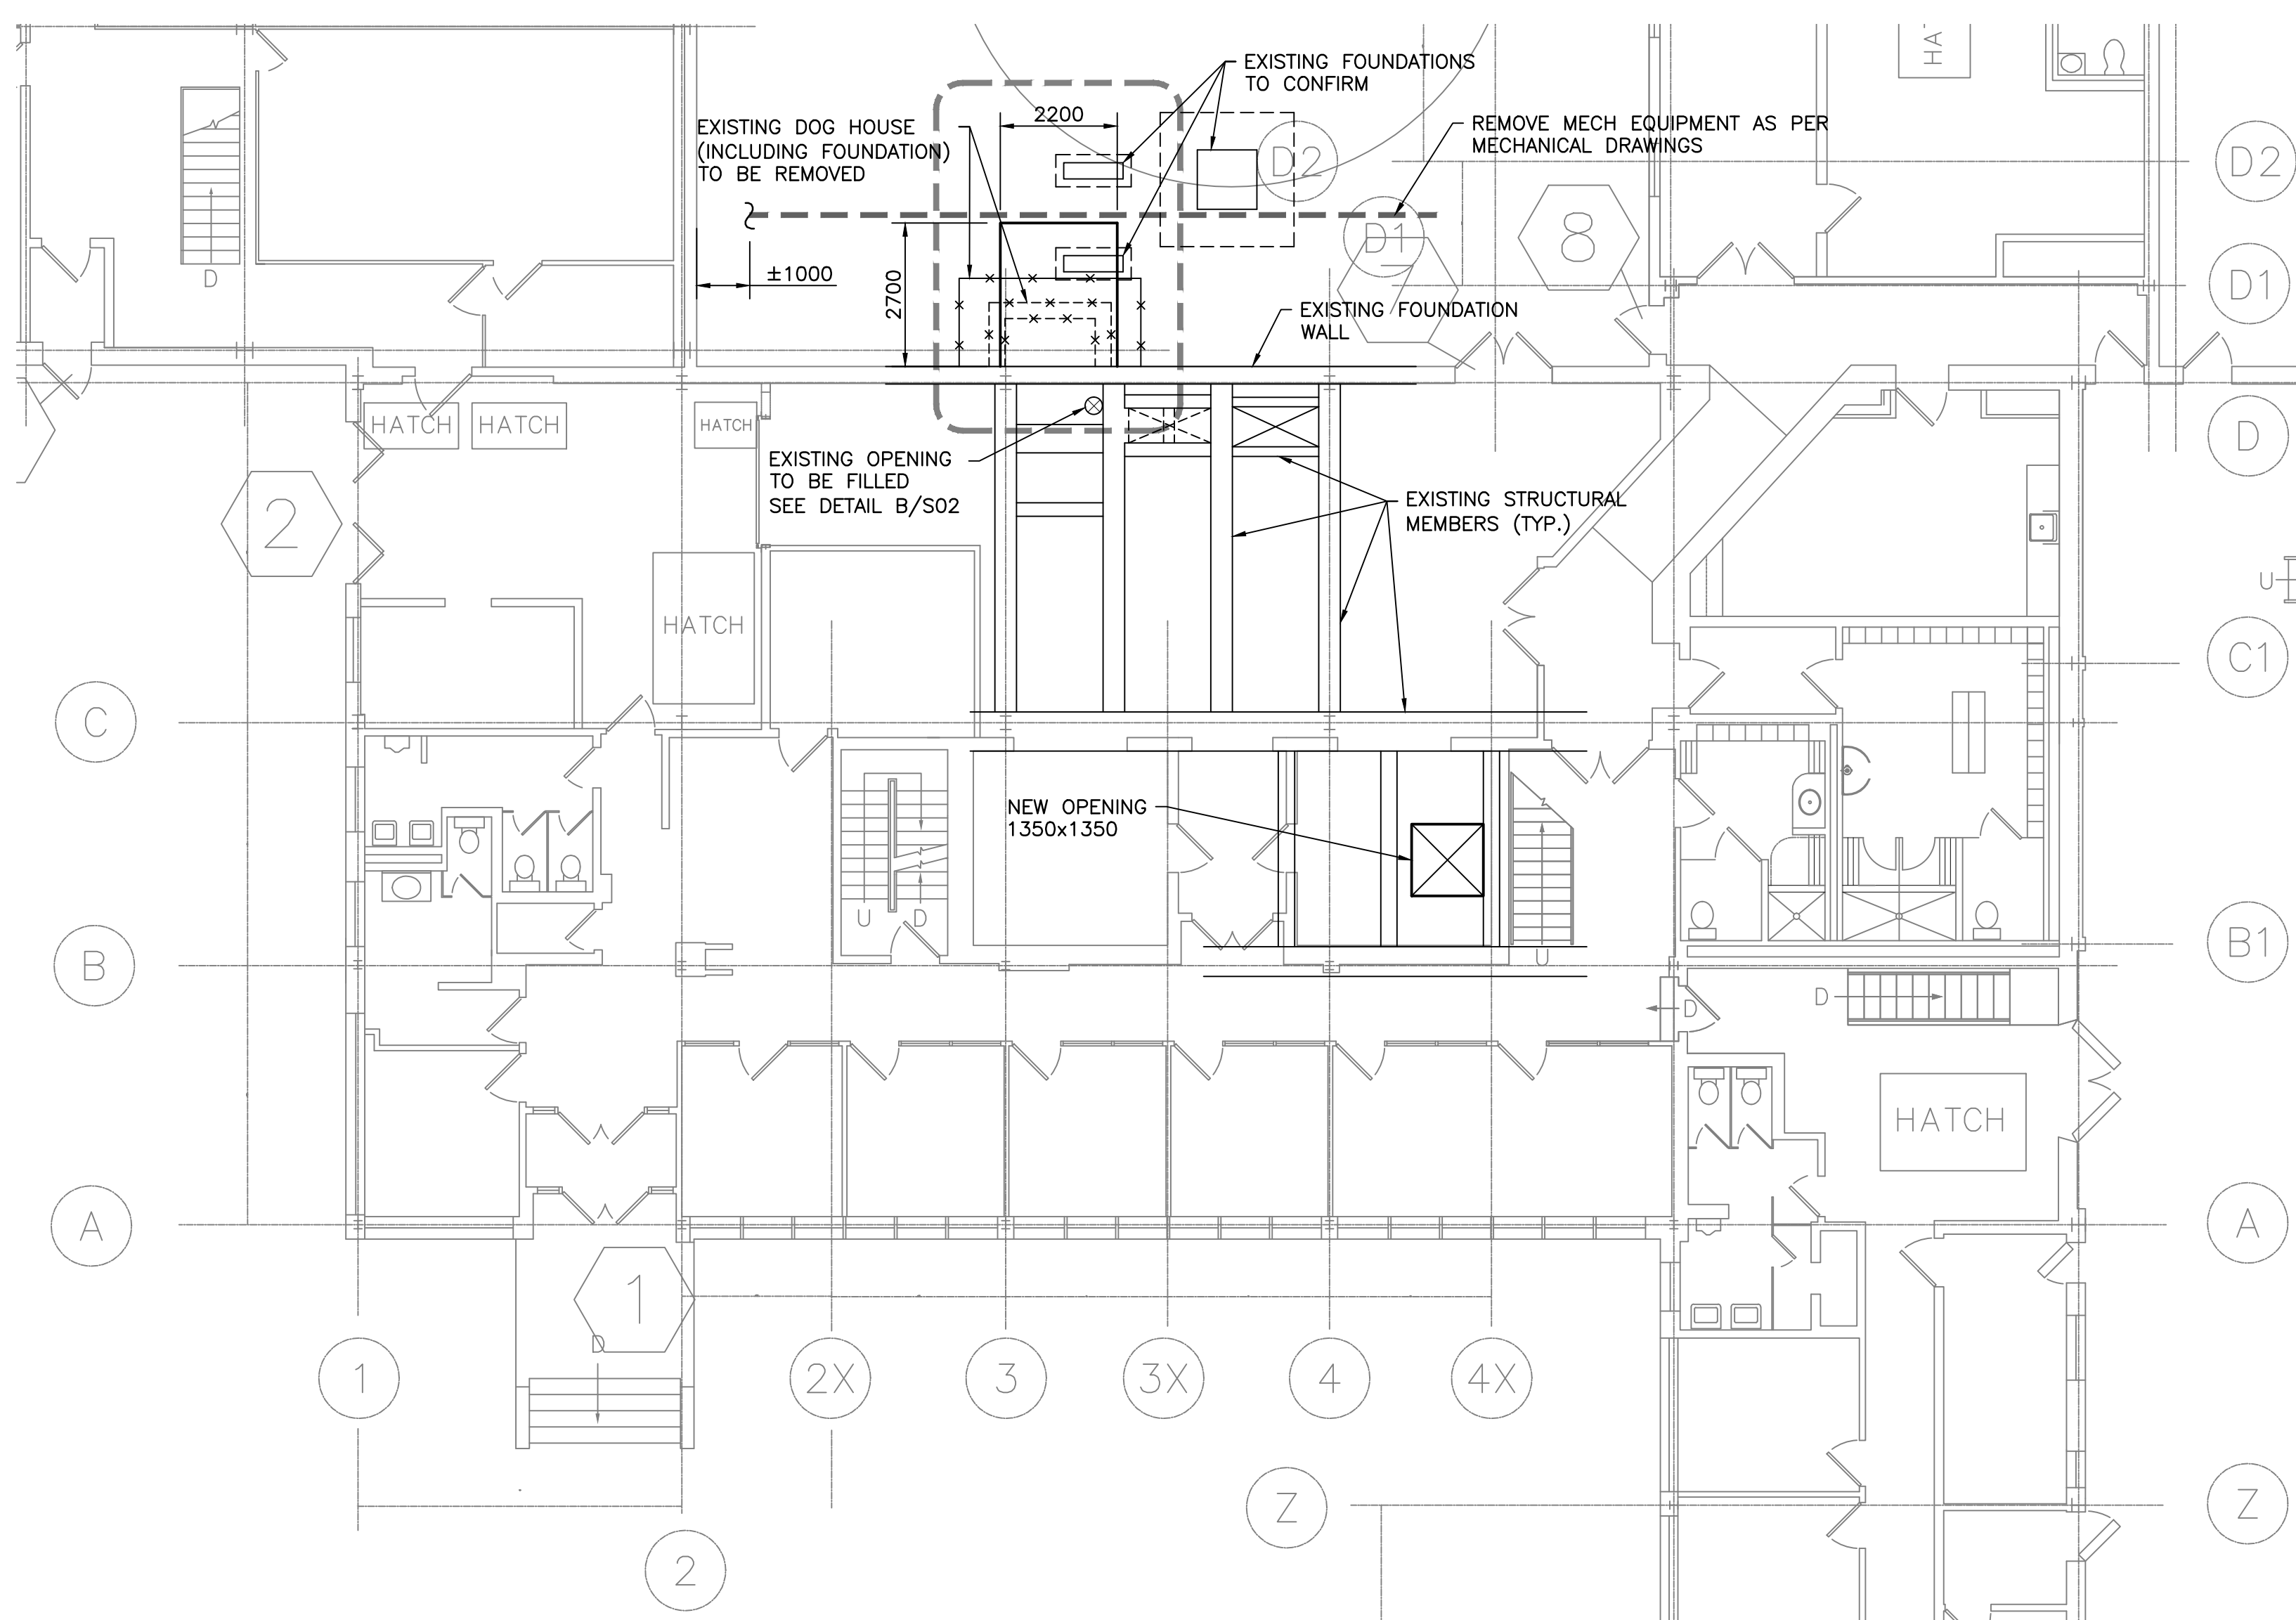 EXISTING FOUNDATIONS
TO CONFIRM
HA
2200
EXISTING DOG HOUSE
(INCLUDING FOUNDATION)
TO BE REMOVED
REMOVE MECH EQUIPMENT AS PER
MECHANICAL DRAWINGS
D2
D2
D1
8
D1
D
±1000
2700
EXISTING FOUNDATION
WALL
HATCH
HATCH
HATCH
D
2
EXISTING OPENING
TO BE FILLED
SEE DETAIL B/S02
EXISTING STRUCTURAL
MEMBERS (TYP.)
U
HATCH
C1
C
NEW OPENING
1350x1350
U
D
U
B
B1
D
D
HATCH
A
A
1
D
1
2X
3
3X
4
4X
Z
Z
2